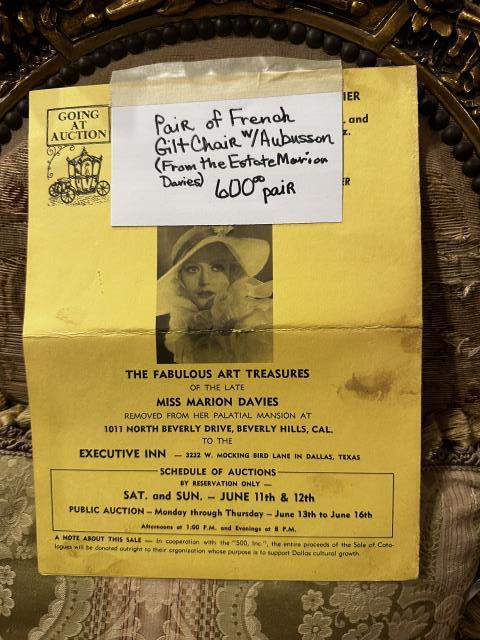 GOING
AT
AUCTION
IER
and
z.
ER
Pair of French
Gilt Chair w/Aubusson
(From the Estate Marion
Davies) 600⁰⁰ pair
THE FABULOUS ART TREASURES
OF THE LATE
MISS MARION DAVIES
REMOVED FROM HER PALATIAL MANSION AT
1011 NORTH BEVERLY DRIVE, BEVERLY HILLS, CAL.
TO THE
EXECUTIVE INN — 3232 W. MOCKING BIRD LANE IN DALLAS, TEXAS
SCHEDULE OF AUCTIONS
BY RESERVATION ONLY —
SAT. and SUN. — JUNE 11th & 12th
PUBLIC AUCTION — Monday through Thursday — June 13th to June 16th
Afternoons at 1:00 P.M. and Evenings at 8 P.M.
A NOTE ABOUT THIS SALE — In cooperation with the "500, Inc.", the entire proceeds of the Sale of Cata-
logues will be donated outright to their organization whose purpose is to support Dallas cultural growth.